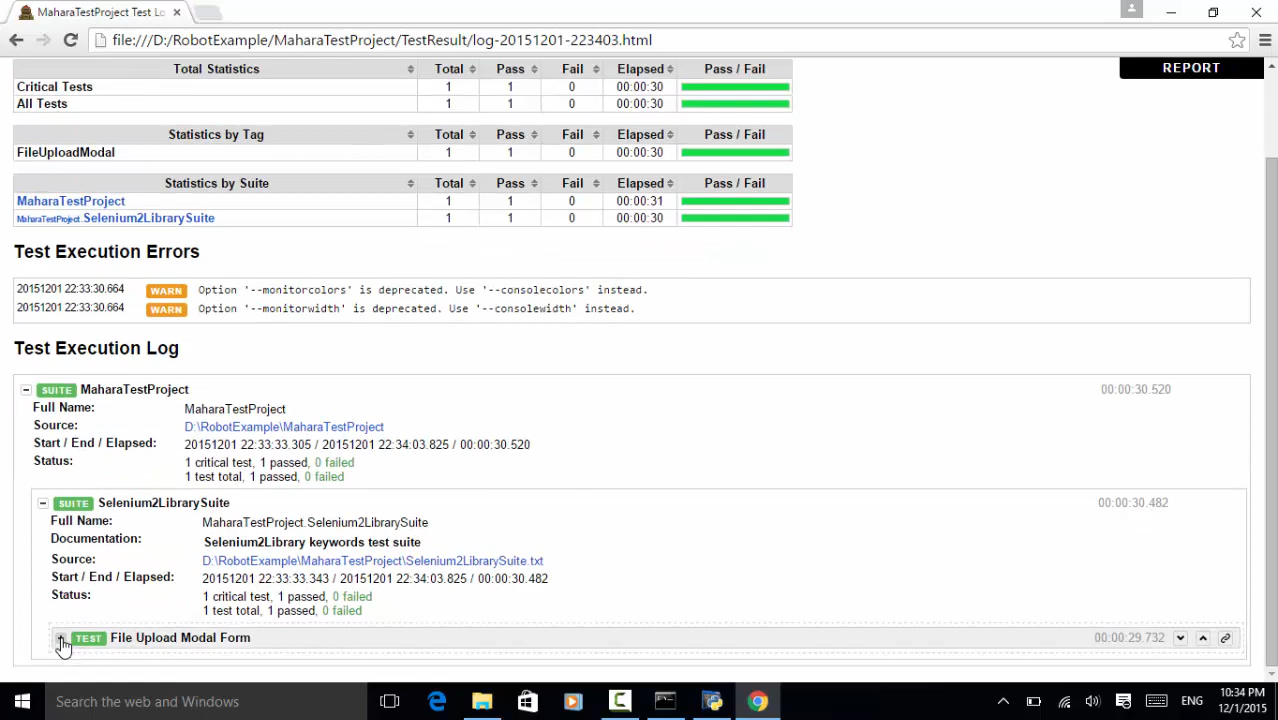 MaharaTestProject Test Lo
file:///D:/RobotExample/MaharaTestProject/TestResult/log-20151201-223403.html
REPORT
Total Statistics Total Pass Fail Elapsed Pass / Fail
Critical Tests 1 1 0 00:00:30
All Tests 1 1 0 00:00:30
Statistics by Tag Total Pass Fail Elapsed Pass / Fail
FileUploadModal 1 1 0 00:00:30
Statistics by Suite Total Pass Fail Elapsed Pass / Fail
MaharaTestProject 1 1 0 00:00:31
MaharaTestProject.Selenium2LibrarySuite 1 1 0 00:00:30
Test Execution Errors
20151201 22:33:30.664 WARN Option '--monitorcolors' is deprecated. Use '--consolecolors' instead.
20151201 22:33:30.664 WARN Option '--monitorwidth' is deprecated. Use '--consolewidth' instead.
Test Execution Log
SUITE MaharaTestProject 00:00:30.520
Full Name: MaharaTestProject
Source: D:\RobotExample\MaharaTestProject
Start / End / Elapsed: 20151201 22:33:33.305 / 20151201 22:34:03.825 / 00:00:30.520
Status: 1 critical test, 1 passed, 0 failed
1 test total, 1 passed, 0 failed
SUITE Selenium2LibrarySuite 00:00:30.482
Full Name: MaharaTestProject.Selenium2LibrarySuite
Documentation: Selenium2Library keywords test suite
Source: D:\RobotExample\MaharaTestProject\Selenium2LibrarySuite.txt
Start / End / Elapsed: 20151201 22:33:33.343 / 20151201 22:34:03.825 / 00:00:30.482
Status: 1 critical test, 1 passed, 0 failed
1 test total, 1 passed, 0 failed
TEST File Upload Modal Form 00:00:29.732
Search the web and Windows
ENG
10:34 PM
12/1/2015